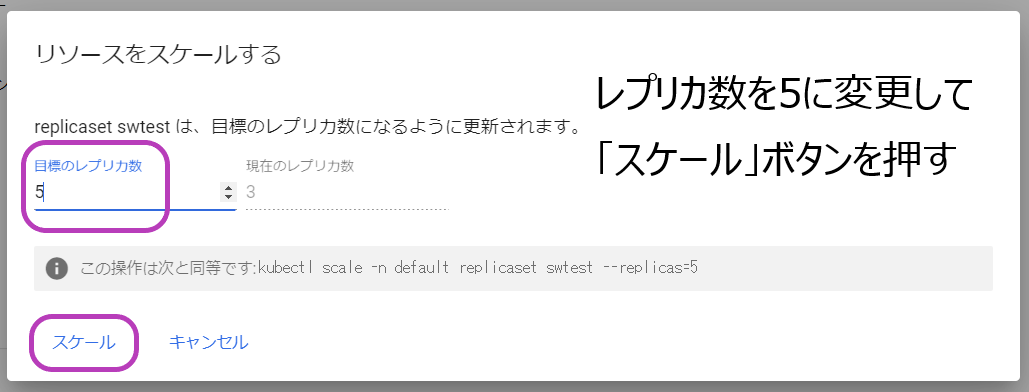 リソースをスケールする
レプリカ数を5に変更して
replicaset swtest は、目標のレプリカ数になるように更新されます。
「スケール」ボタンを押す
目標のレプリカ数 現在のレプリカ数
5 3
この操作は次と同等です:kubectl scale -n default replicaset swtest --replicas=5
スケール キャンセル